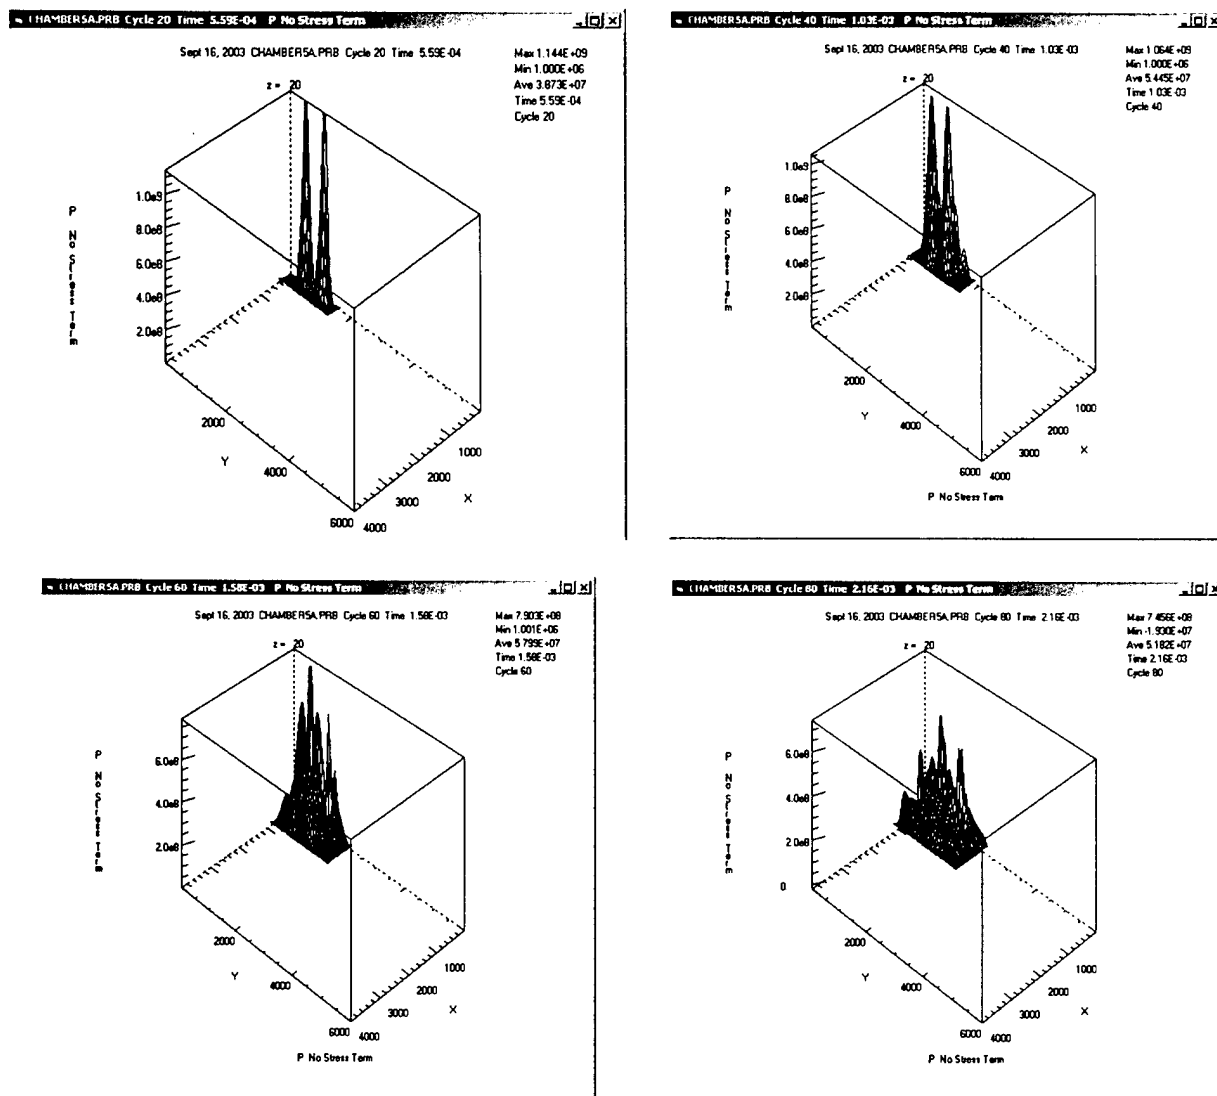 CHAMBER5A.PRB Cycle 20 Time 5.59E-04 P No Stress Term
Sept 16, 2003 CHAMBER5A.PRB Cycle 20 Time 5.59E-04
Max 1.144E+09
Min 1.000E+06
Ave 3.873E+07
Time 5.59E-04
Cycle 20
z = 20
1.0e9
8.0e8
6.0e8
4.0e8
2.0e8
P No Stress Term
2000
4000
6000
Y
1000
2000
3000
4000
X
CHAMBER5A.PRB Cycle 40 Time 1.03E-03 P No Stress Term
Sept 16, 2003 CHAMBER5A.PRB Cycle 40 Time 1.03E-03
Max 1.064E+09
Min 1.000E+06
Ave 5.445E+07
Time 1.03E-03
Cycle 40
z = 20
1.0e9
8.0e8
6.0e8
4.0e8
2.0e8
P No Stress Term
2000
4000
6000
Y
1000
2000
3000
4000
X
P No Stress Term
CHAMBER5A.PRB Cycle 60 Time 1.58E-03 P No Stress Term
Sept 16, 2003 CHAMBER5A.PRB Cycle 60 Time 1.58E-03
Max 7.903E+08
Min 1.001E+06
Ave 5.799E+07
Time 1.58E-03
Cycle 60
z = 20
6.0e8
4.0e8
2.0e8
P No Stress Term
2000
4000
6000
Y
1000
2000
3000
4000
X
P No Stress Term
CHAMBER5A.PRB Cycle 80 Time 2.16E-03 P No Stress Term
Sept 16, 2003 CHAMBER5A.PRB Cycle 80 Time 2.16E-03
Max 7.456E+08
Min -1.930E+07
Ave 5.182E+07
Time 2.16E-03
Cycle 80
z = 20
6.0e8
4.0e8
2.0e8
0
P No Stress Term
2000
4000
6000
Y
1000
2000
3000
4000
X
P No Stress Term